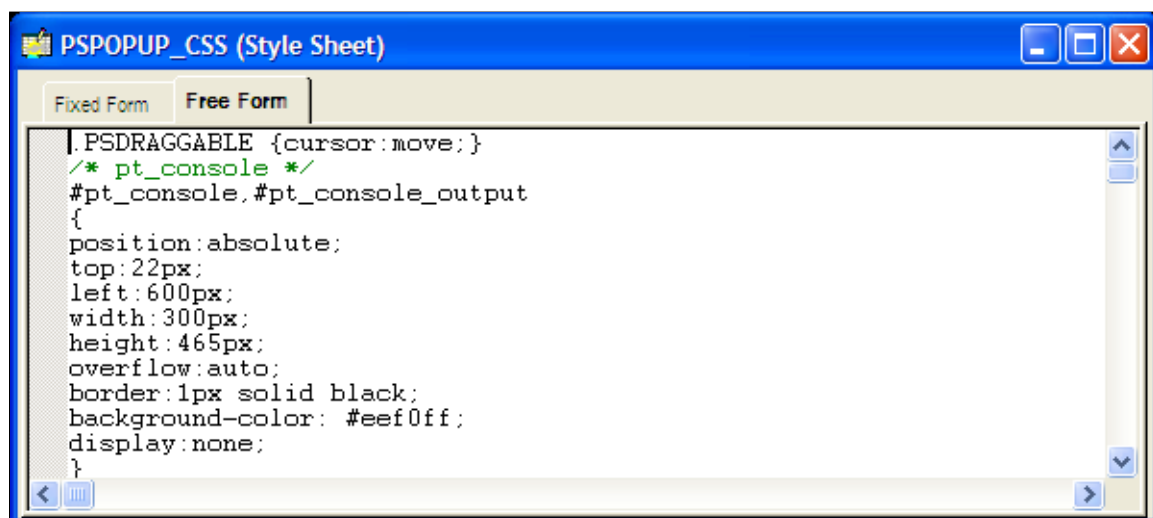 PSPOPUP_CSS (Style Sheet)
Fixed Form Free Form
.PSDRAGGABLE {cursor:move;}
/* pt_console */
#pt_console,#pt_console_output
{
position:absolute;
top:22px;
left:600px;
width:300px;
height:465px;
overflow:auto;
border:1px solid black;
background-color: #eef0ff;
display:none;
}